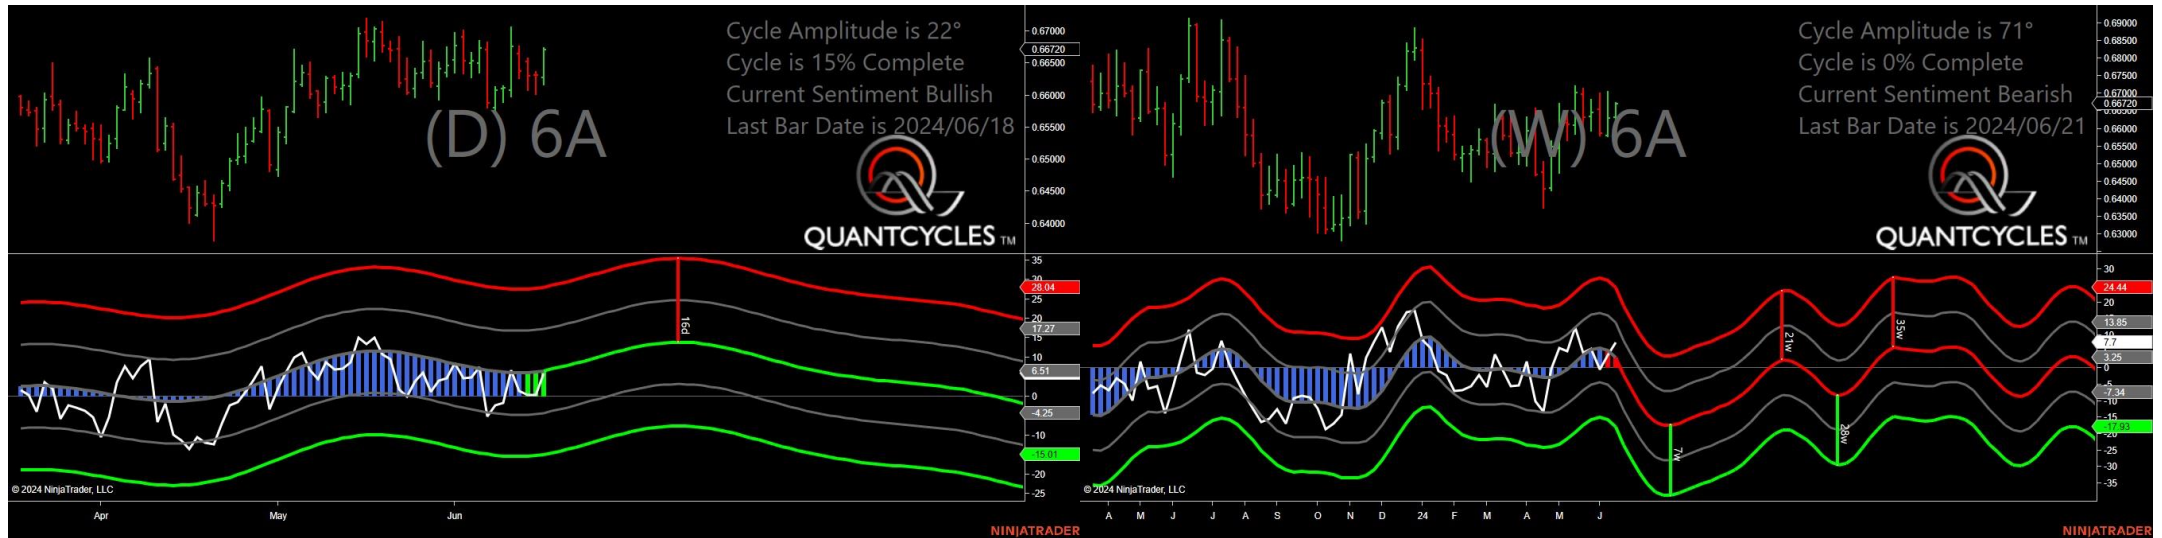 Cycle Amplitude is 22°
Cycle is 15% Complete
Current Sentiment Bullish
Last Bar Date is 2024/06/18
(D) 6A
QUANTCYCLES TM
0.67000
0.66720
0.66500
0.66000
0.65500
0.65000
0.64500
0.64000
35
30
28.04
25
20
17.27
15
10
6.51
0
-4.25
-10
-15.01
-20
-25
16d
© 2024 NinjaTrader, LLC
Apr May Jun
NINJATRADER
Cycle Amplitude is 71°
Cycle is 0% Complete
Current Sentiment Bearish
Last Bar Date is 2024/06/21
(W) 6A
QUANTCYCLES TM
0.69000
0.68500
0.68000
0.67500
0.67000
0.66720
0.66500
0.66000
0.65500
0.65000
0.64500
0.64000
0.63500
0.63000
30
24.44
20
13.85
10
7.7
3.25
0
-5
-7.34
-10
-15
-17.93
-20
-25
-30
-35
7w
21w
28w
35w
© 2024 NinjaTrader, LLC
A M J J A S O N D 24 F M A M J
NINJATRADER